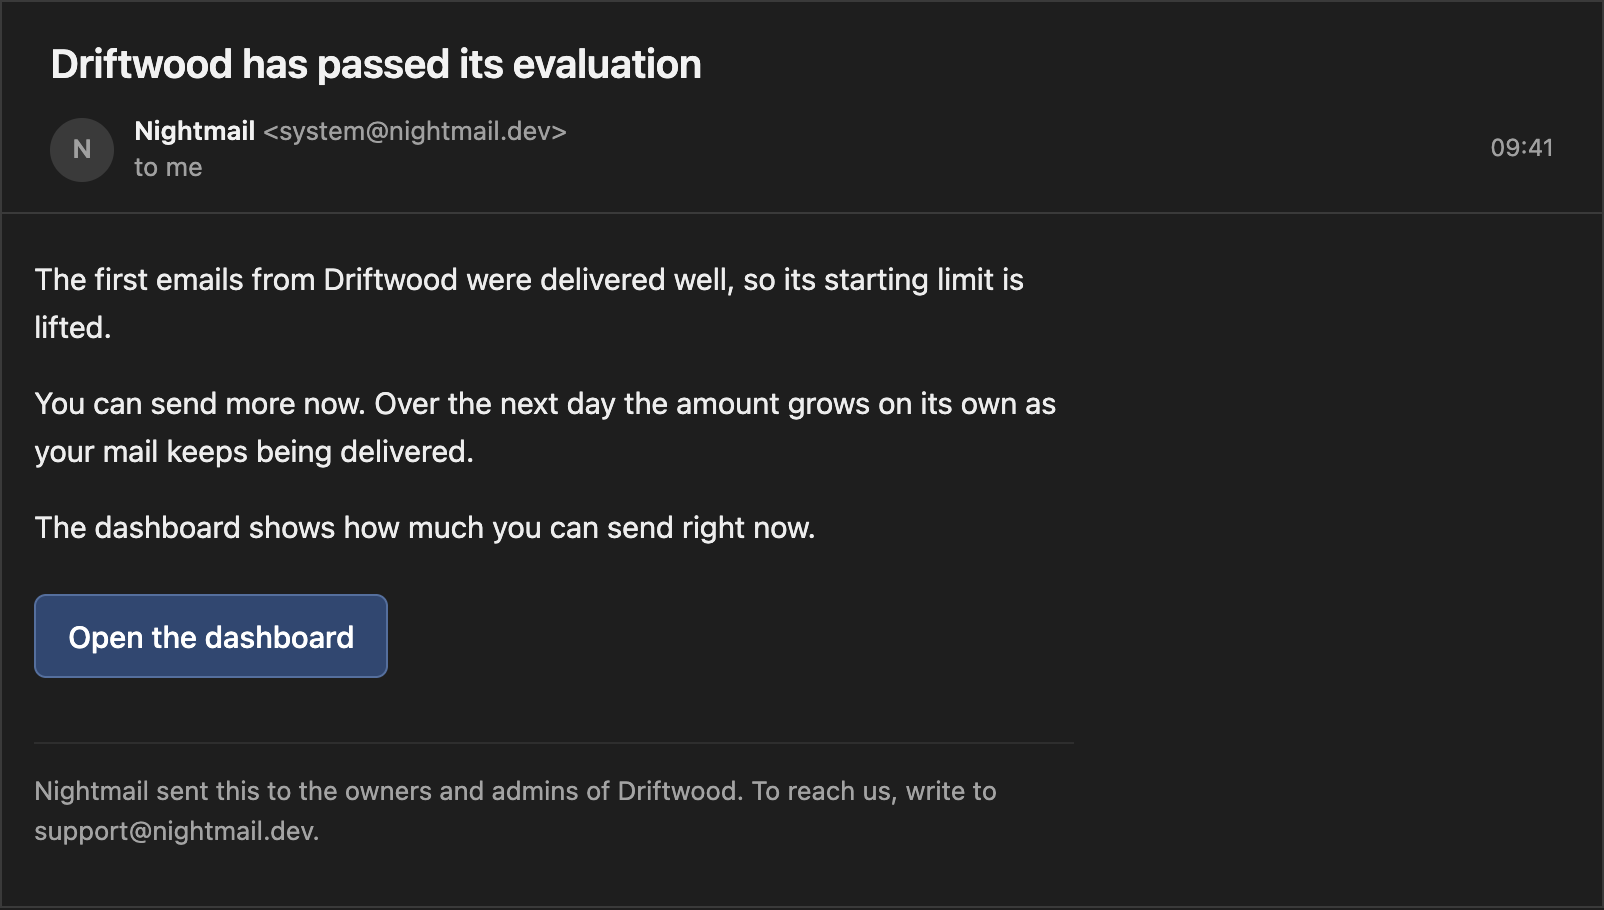 Driftwood has passed its evaluation
N
Nightmail <system@nightmail.dev>
to me
09:41
The first emails from Driftwood were delivered well, so its starting limit is
lifted.
You can send more now. Over the next day the amount grows on its own as
your mail keeps being delivered.
The dashboard shows how much you can send right now.
Open the dashboard
Nightmail sent this to the owners and admins of Driftwood. To reach us, write to
support@nightmail.dev.